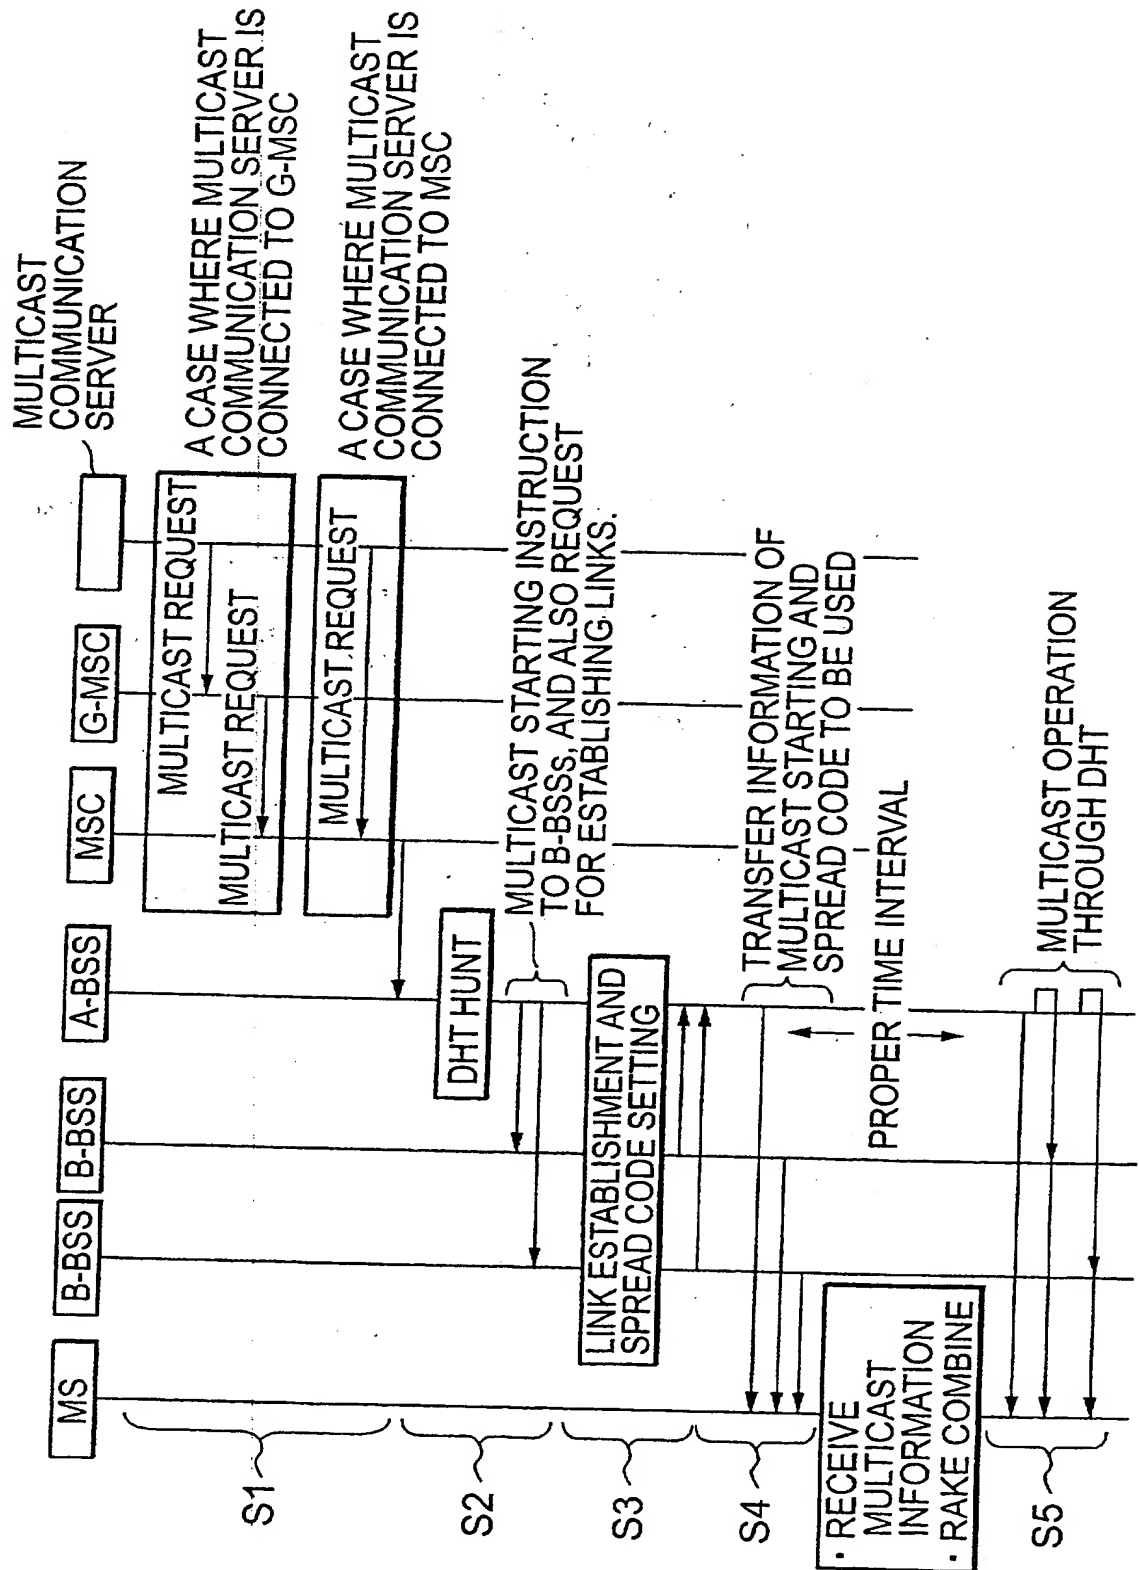 MS
B-BSS
B-BSS
A-BSS
MSC
G-MSC
MULTICAST
COMMUNICATION
SERVER
S1
MULTICAST REQUEST
MULTICAST REQUEST
A CASE WHERE MULTICAST
COMMUNICATION SERVER IS
CONNECTED TO G-MSC
MULTICAST REQUEST
A CASE WHERE MULTICAST
COMMUNICATION SERVER IS
CONNECTED TO MSC
S2
DHT HUNT
MULTICAST STARTING INSTRUCTION
TO B-BSSs, AND ALSO REQUEST
FOR ESTABLISHING LINKS.
S3
LINK ESTABLISHMENT AND
SPREAD CODE SETTING
S4
TRANSFER INFORMATION OF
MULTICAST STARTING AND
SPREAD CODE TO BE USED
· RECEIVE
MULTICAST
INFORMATION
· RAKE COMBINE
PROPER TIME INTERVAL
S5
MULTICAST OPERATION
THROUGH DHT